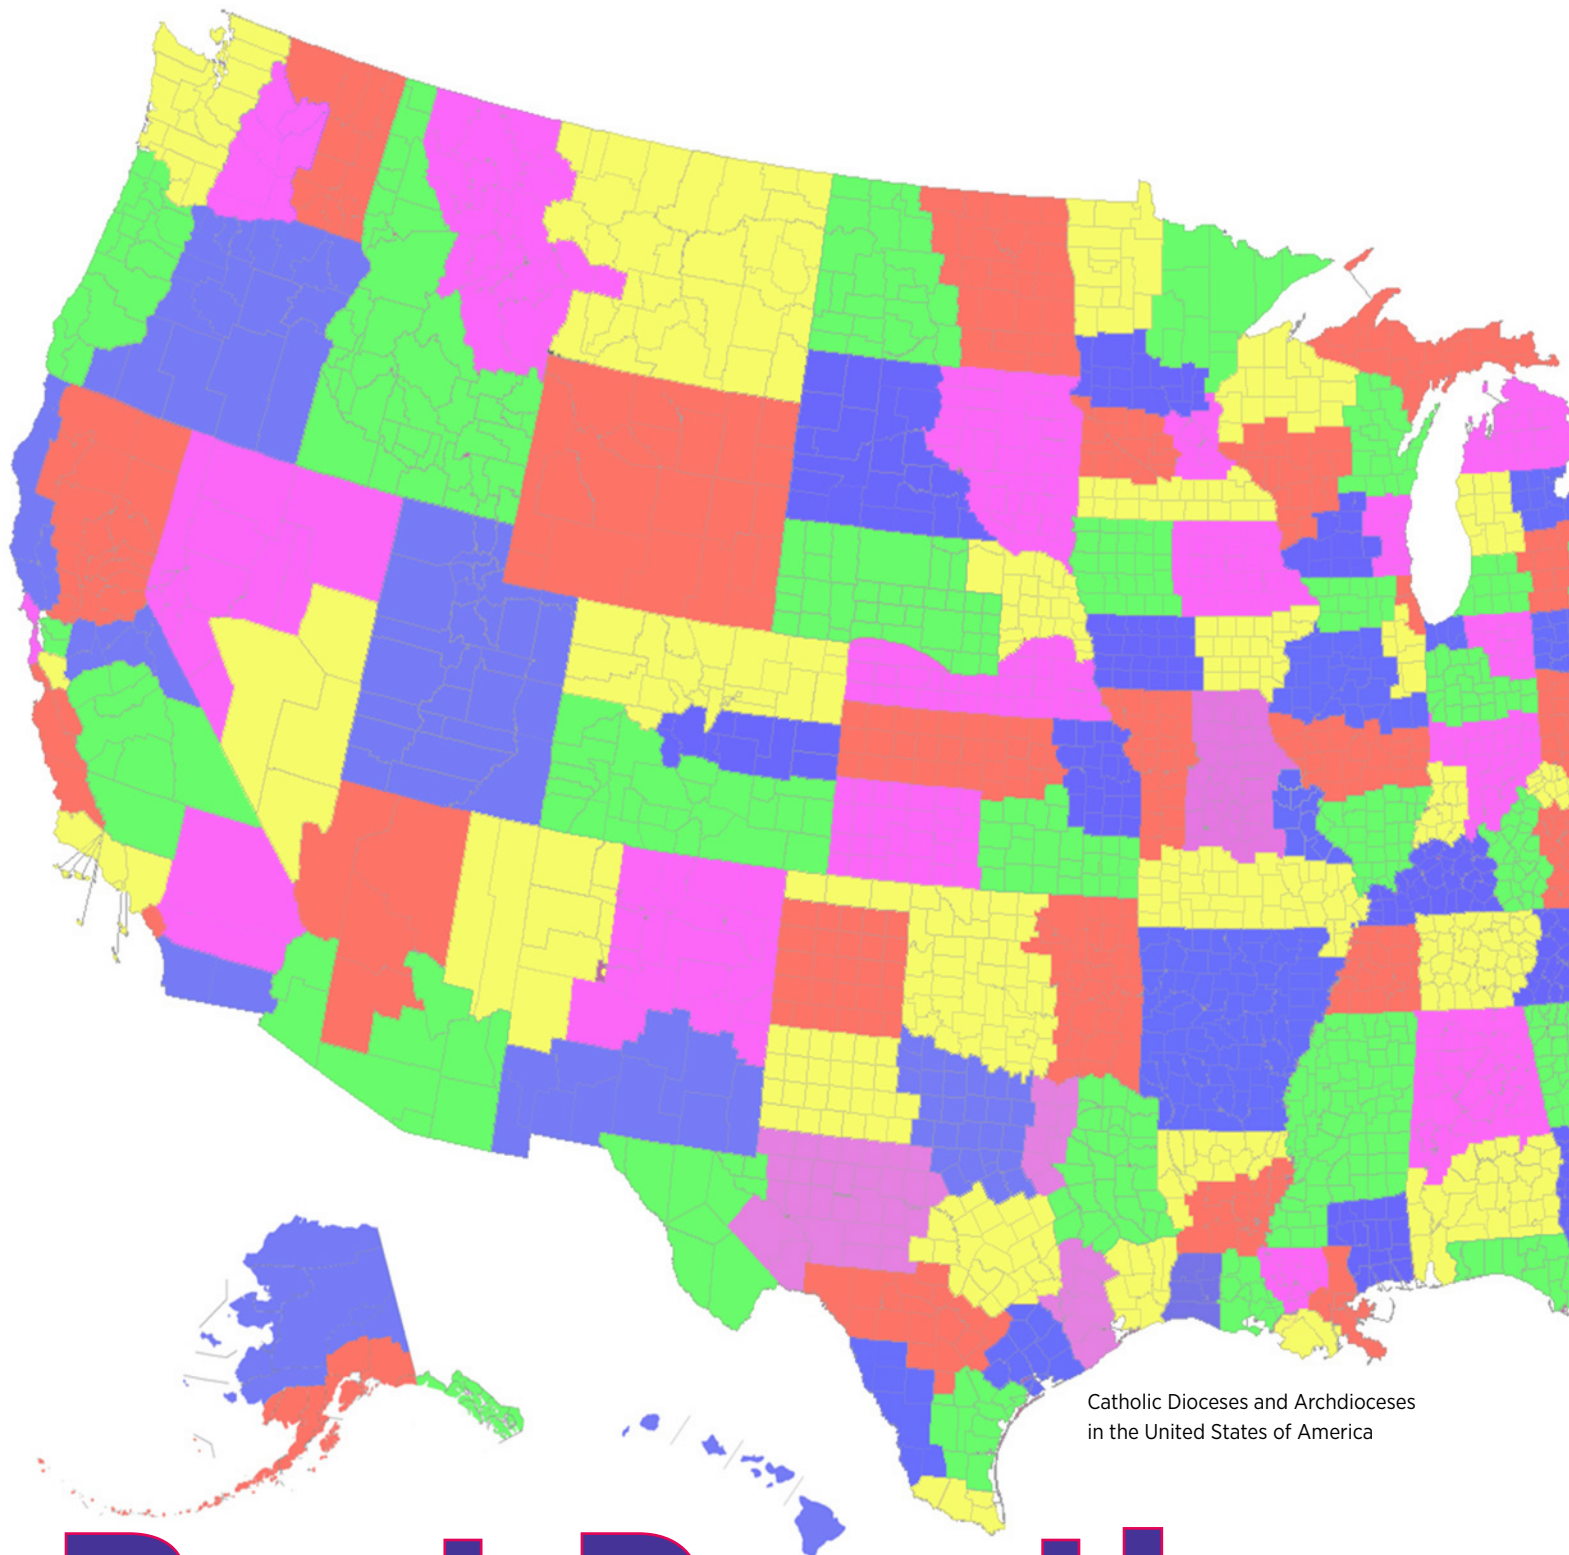 Catholic Dioceses and Archdioceses
in the United States of America